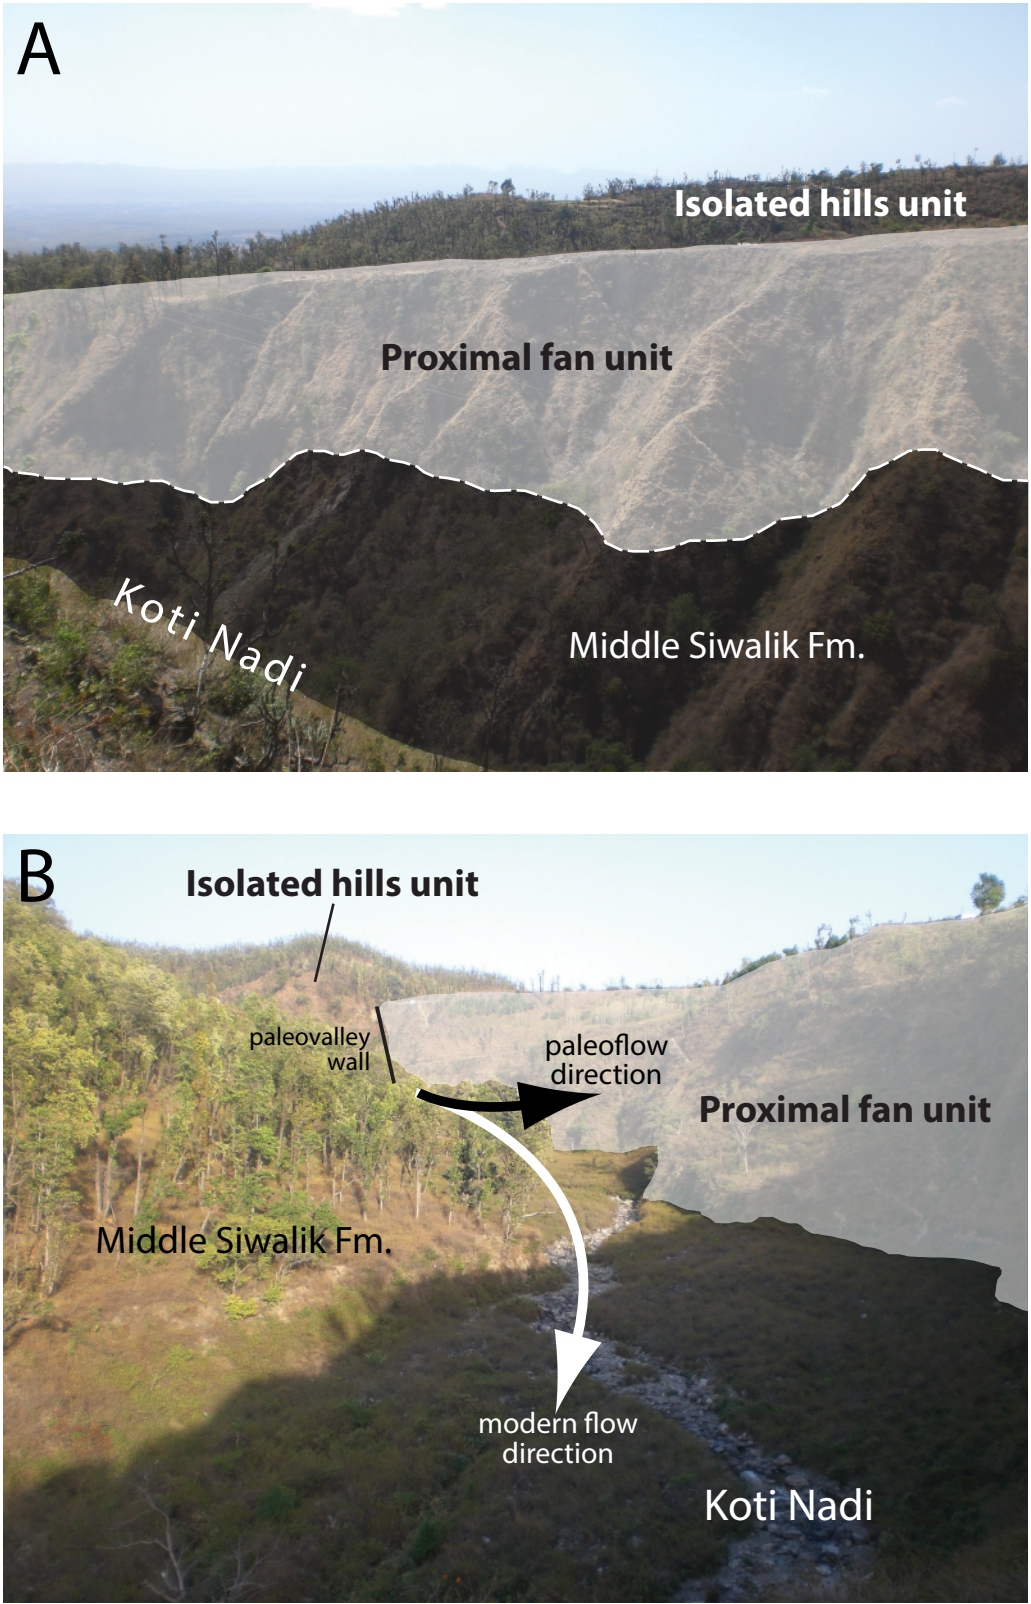 A
Isolated hills unit
Proximal fan unit
Koti Nadi
Middle Siwalik Fm.
B
Isolated hills unit
paleovalley
wall
paleoflow
direction
Proximal fan unit
Middle Siwalik Fm.
modern flow
direction
Koti Nadi